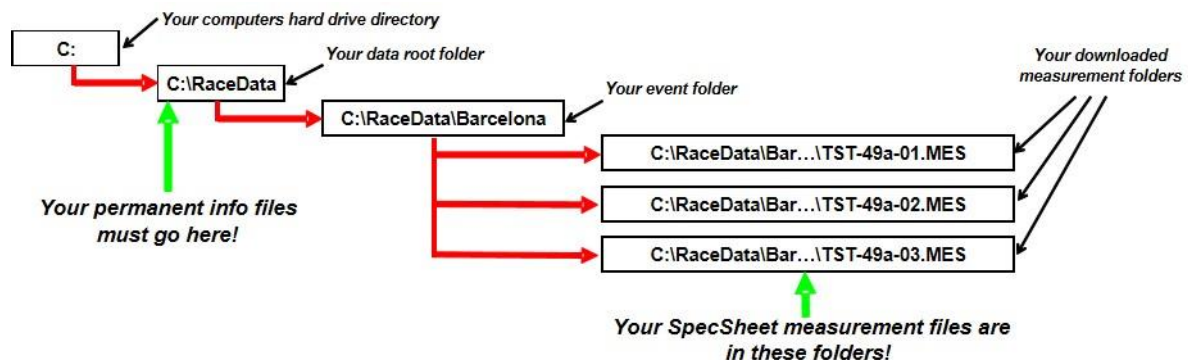 Your computers hard drive directory
C:
Your data root folder
C:\RaceData
Your event folder
C:\RaceData\Barcelona
Your downloaded
measurement folders
C:\RaceData\Bar...\TST-49a-01.MES
C:\RaceData\Bar...\TST-49a-02.MES
C:\RaceData\Bar...\TST-49a-03.MES
Your permanent info files
must go here!
Your SpecSheet measurement files are
in these folders!